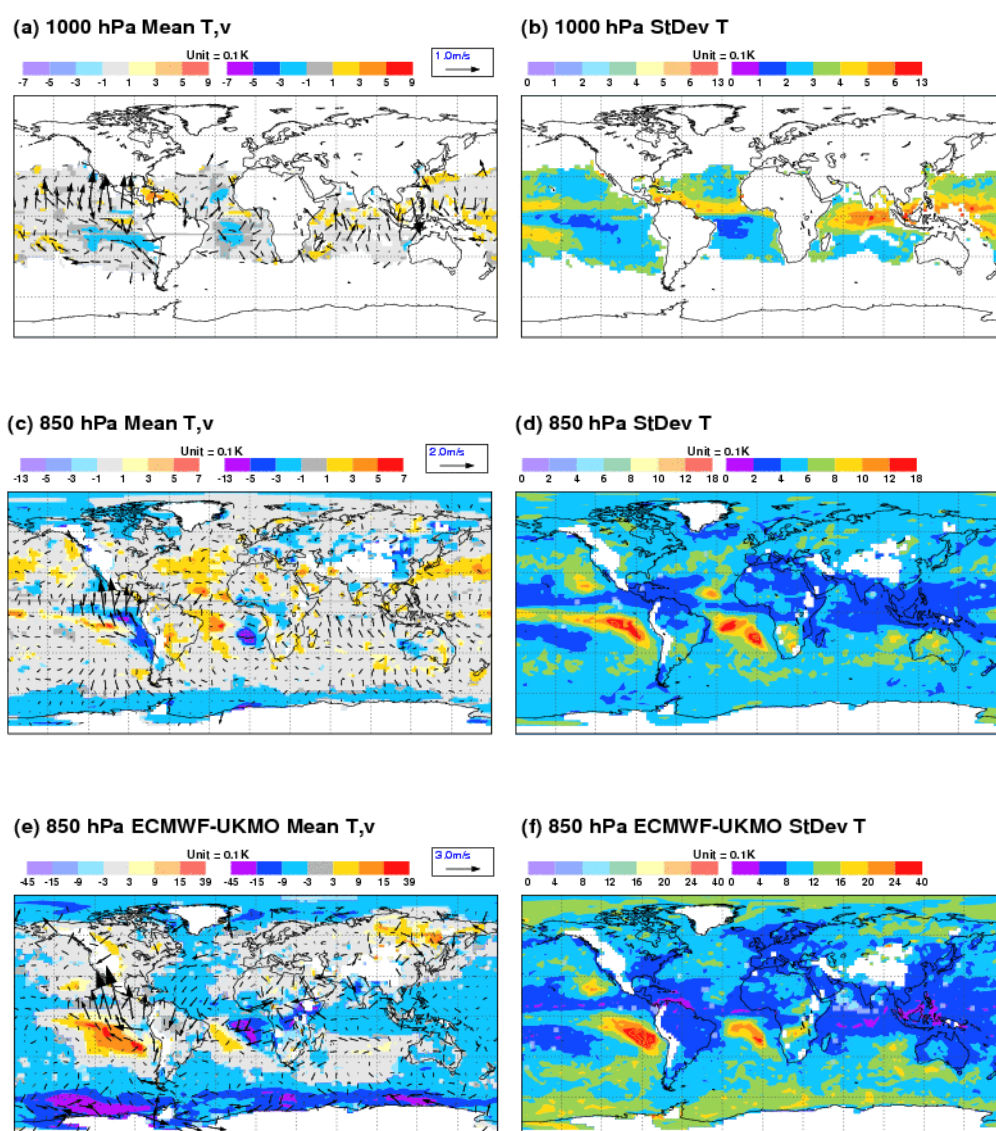 (a) 1000 hPa Mean T,v
Unit = 0.1K
1.0m/s
-7 -5 -3 -1 1 3 5 9 -7 -5 -3 -1 1 3 5 9
(b) 1000 hPa StDev T
Unit = 0.1K
0 1 2 3 4 5 6 13 0 1 2 3 4 5 6 13
(c) 850 hPa Mean T,v
Unit = 0.1K
2.0m/s
-13 -5 -3 -1 1 3 5 7 -13 -5 -3 -1 1 3 5 7
(d) 850 hPa StDev T
Unit = 0.1K
0 2 4 6 8 10 12 18 0 2 4 6 8 10 12 18
(e) 850 hPa ECMWF-UKMO Mean T,v
Unit = 0.1K
3.0m/s
-45 -15 -9 -3 3 9 15 39 -45 -15 -9 -3 3 9 15 39
(f) 850 hPa ECMWF-UKMO StDev T
Unit = 0.1K
0 4 8 12 16 20 24 40 0 4 8 12 16 20 24 40